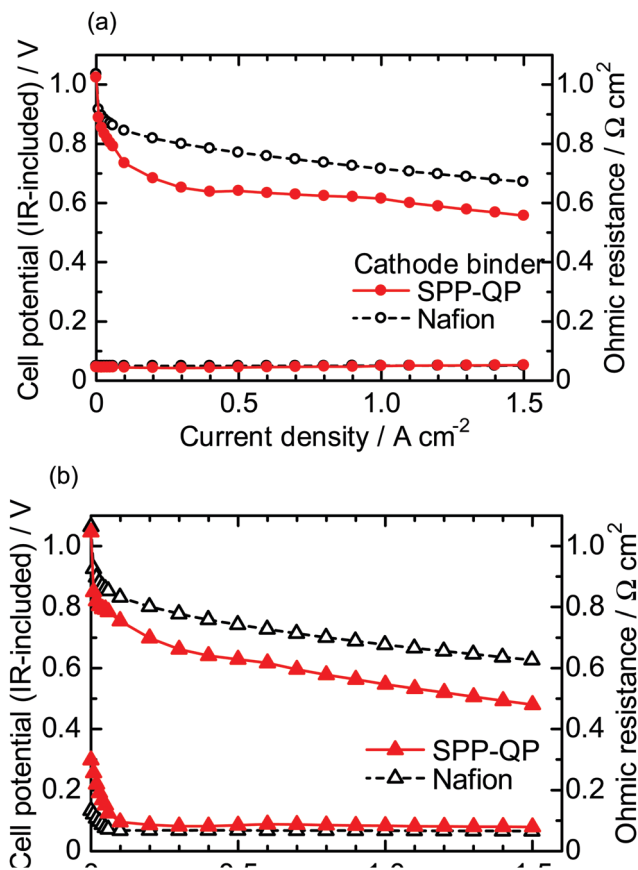 (a)
Cell potential (IR-included) / V
1.0
0.8
0.6
0.4
0.2
0
Cathode binder
SPP-QP
Nafion
1.0
0.8
0.6
0.4
0.2
0
Ohmic resistance / Ω cm²
0
0.5
1.0
1.5
Current density / A cm⁻²
(b)
Cell potential (IR-included) / V
1.0
0.8
0.6
0.4
0.2
0
SPP-QP
Nafion
1.0
0.8
0.6
0.4
0.2
0
Ohmic resistance / Ω cm²